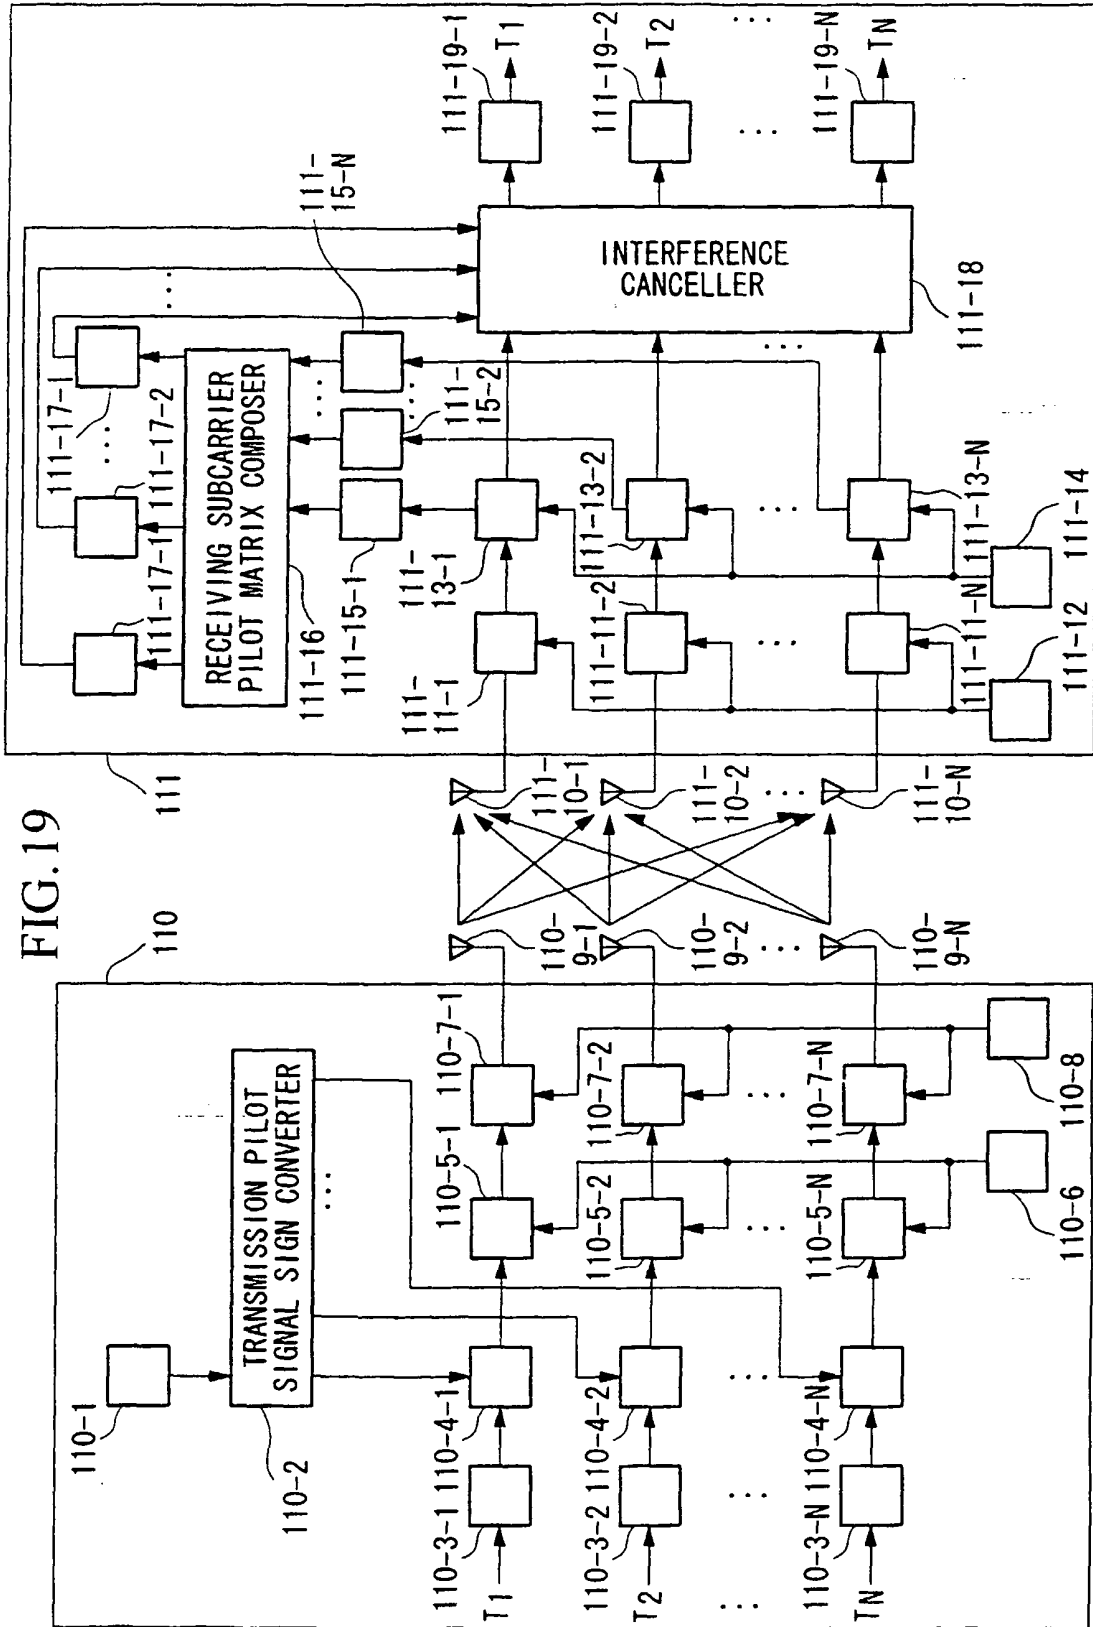 FIG.19
110
110-1
TRANSMISSION PILOT
SIGNAL SIGN CONVERTER
110-2
...
T1
110-3-1
110-4-1
110-5-1
110-7-1
110-9-1
T2
110-3-2
110-4-2
110-5-2
110-7-2
110-9-2
...
TN
110-3-N
110-4-N
110-5-N
110-7-N
110-9-N
110-6
110-8
111
111-17-1
111-17-2
...
111-17-1
RECEIVING SUBCARRIER
PILOT MATRIX COMPOSER
111-16
111-15-1
111-15-2
111-15-N
111-10-1
111-11-1
111-13-1
111-10-2
111-11-2
111-13-2
...
111-10-N
111-11-N
111-13-N
111-12
111-14
INTERFERENCE
CANCELLER
111-18
111-19-1
T1
111-19-2
T2
...
111-19-N
TN